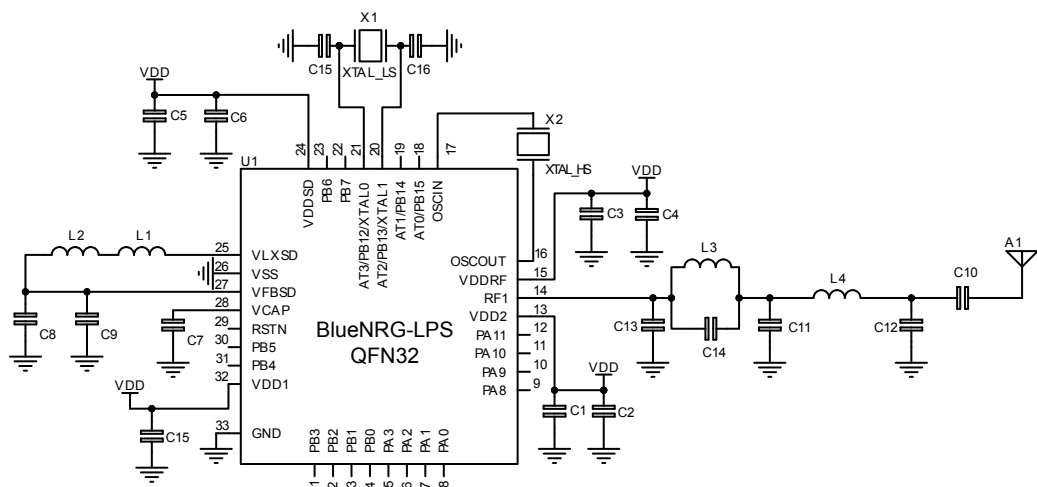 X1
C15
C16
XTAL_LS
VDD
C5
C6
X2
XTAL_HS
24
23
22
21
20
19
18
17
U1
VDDSD
PB6
PB7
AT3/PB12/XTAL0
AT2/PB13/XTAL1
AT1/PB14
AT0/PB15
OSCIN
VDD
C3
C4
L2
L1
25
VLXSD
26
VSS
27
VFBSD
28
VCAP
29
RSTN
30
PB5
31
PB4
32
VDD1
33
GND
OSCOUT
16
VDDRF
15
RF1
14
VDD2
13
PA11
12
PA10
11
PA9
10
PA8
9
BlueNRG-LPS
QFN32
L3
L4
A1
C10
C13
C14
C11
C12
C8
C9
C7
VDD
C15
VDD
C1
C2
PB3
PB2
PB1
PB0
PA3
PA2
PA1
PA0
1
2
3
4
5
6
7
8